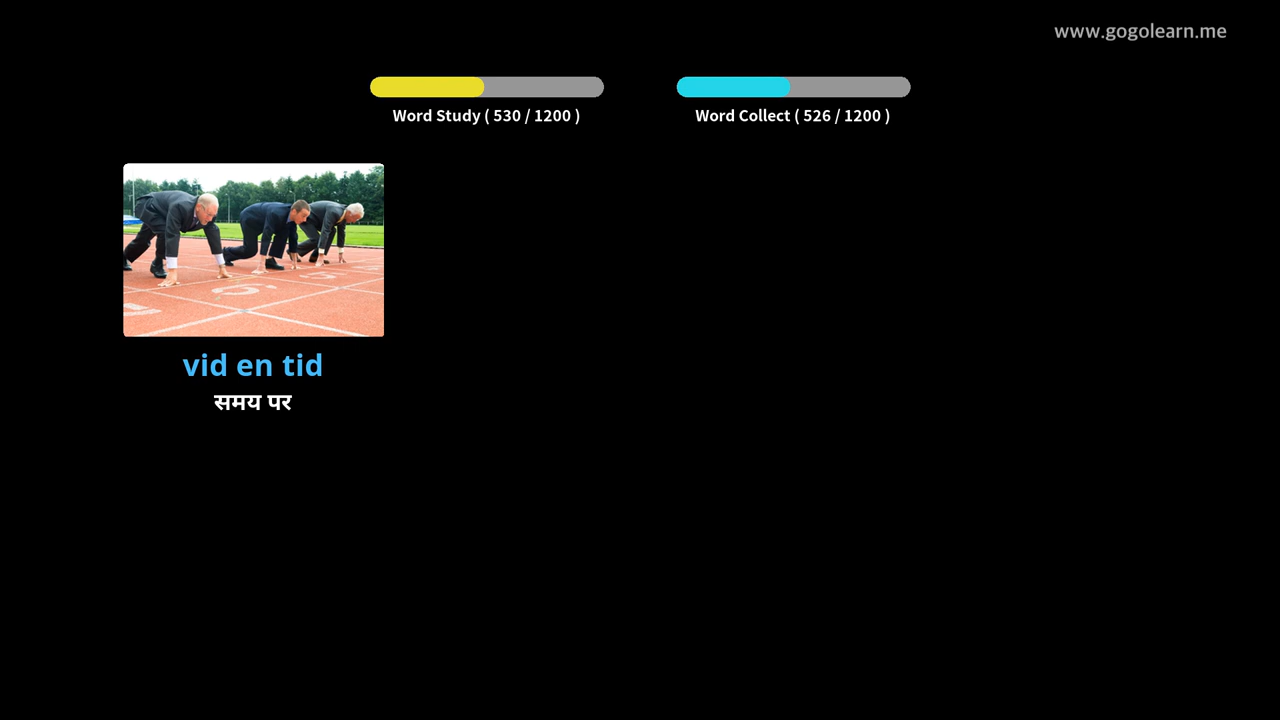 www.gogolearn.me
Word Study ( 530 / 1200 )
Word Collect ( 526 / 1200 )
vid en tid
समय पर